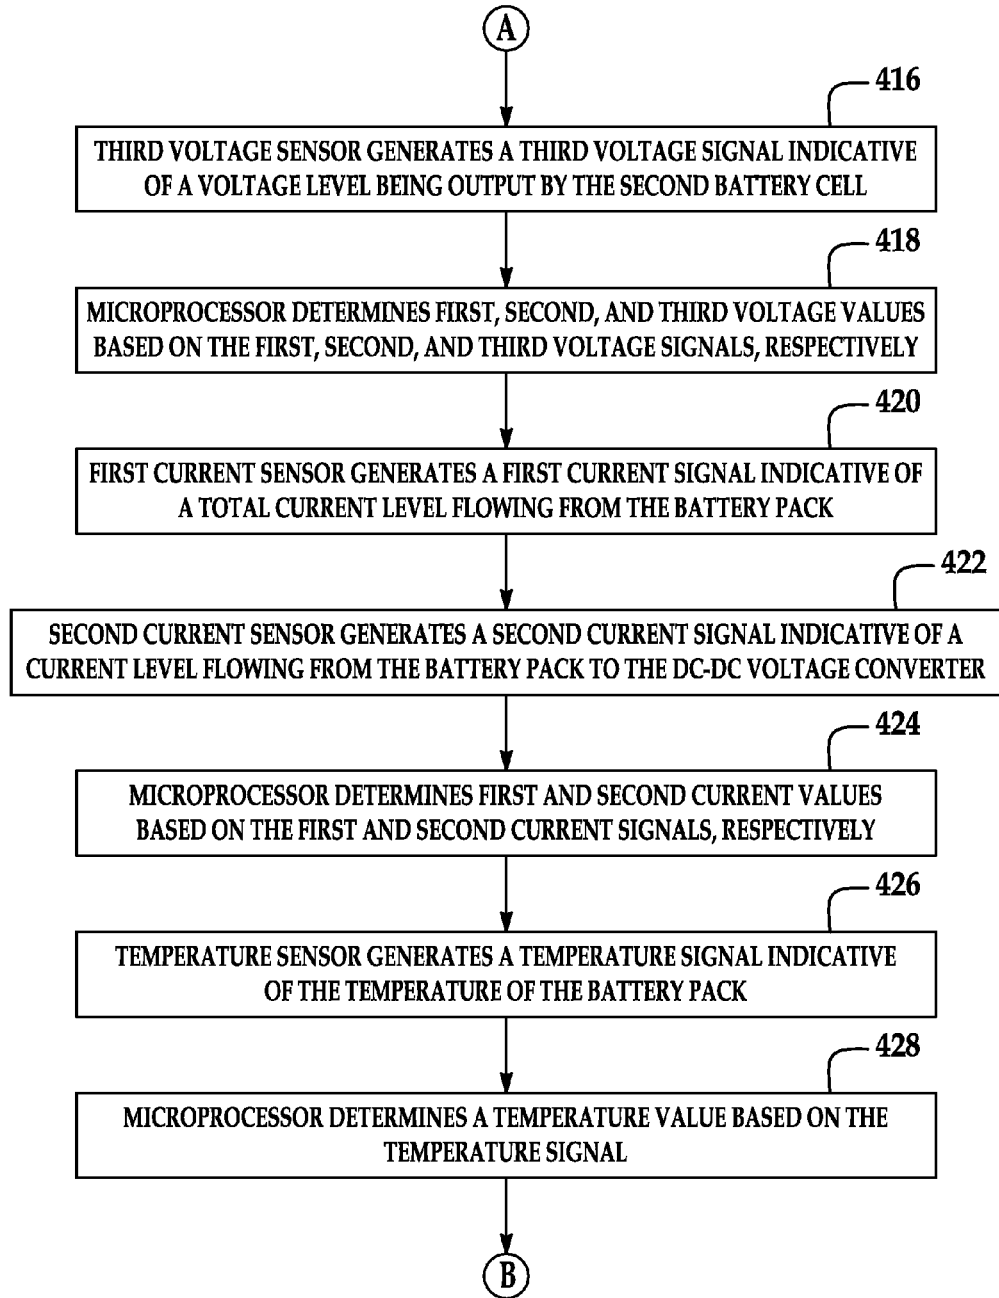 A
416
THIRD VOLTAGE SENSOR GENERATES A THIRD VOLTAGE SIGNAL INDICATIVE
OF A VOLTAGE LEVEL BEING OUTPUT BY THE SECOND BATTERY CELL
418
MICROPROCESSOR DETERMINES FIRST, SECOND, AND THIRD VOLTAGE VALUES
BASED ON THE FIRST, SECOND, AND THIRD VOLTAGE SIGNALS, RESPECTIVELY
420
FIRST CURRENT SENSOR GENERATES A FIRST CURRENT SIGNAL INDICATIVE OF
A TOTAL CURRENT LEVEL FLOWING FROM THE BATTERY PACK
422
SECOND CURRENT SENSOR GENERATES A SECOND CURRENT SIGNAL INDICATIVE OF A
CURRENT LEVEL FLOWING FROM THE BATTERY PACK TO THE DC-DC VOLTAGE CONVERTER
424
MICROPROCESSOR DETERMINES FIRST AND SECOND CURRENT VALUES
BASED ON THE FIRST AND SECOND CURRENT SIGNALS, RESPECTIVELY
426
TEMPERATURE SENSOR GENERATES A TEMPERATURE SIGNAL INDICATIVE
OF THE TEMPERATURE OF THE BATTERY PACK
428
MICROPROCESSOR DETERMINES A TEMPERATURE VALUE BASED ON THE
TEMPERATURE SIGNAL
B